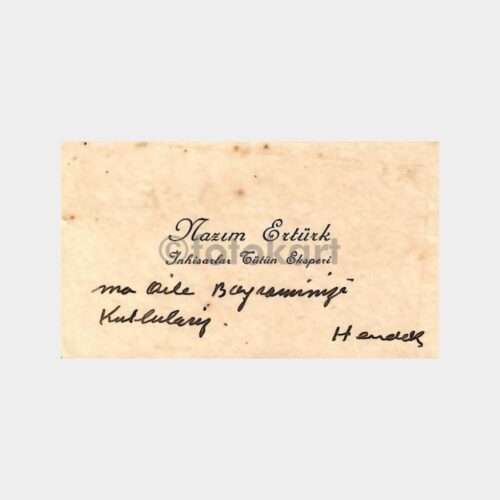 Nazım Ertürk
©fotokart
İnhisarlar Tütün Eksperi
ma aile Bayramınızı
Kutlularız
Hendek